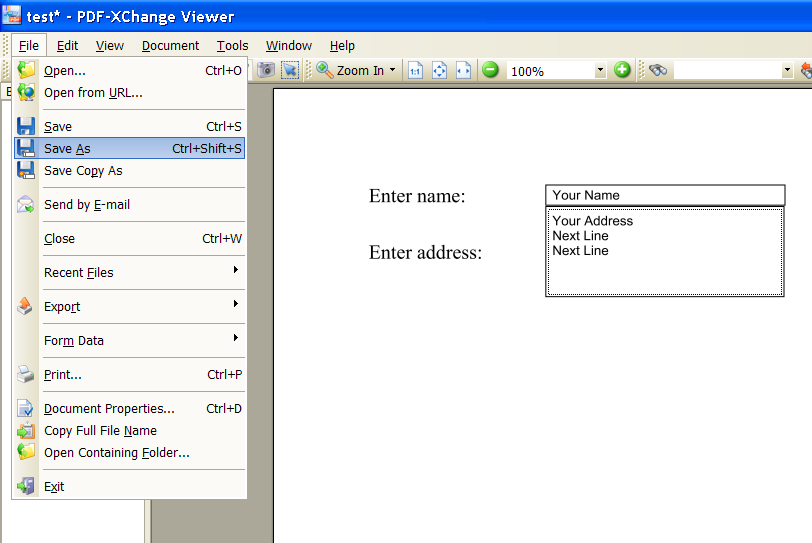 test* - PDF-XChange Viewer
File Edit View Document Tools Window Help
Zoom In 1:1 100%
Open... Ctrl+O
Open from URL...
Save Ctrl+S
Save As Ctrl+Shift+S
Save Copy As
Send by E-mail
Close Ctrl+W
Recent Files
Export
Form Data
Print... Ctrl+P
Document Properties... Ctrl+D
Copy Full File Name
Open Containing Folder...
Exit
Enter name: Your Name
Enter address: Your Address
Next Line
Next Line